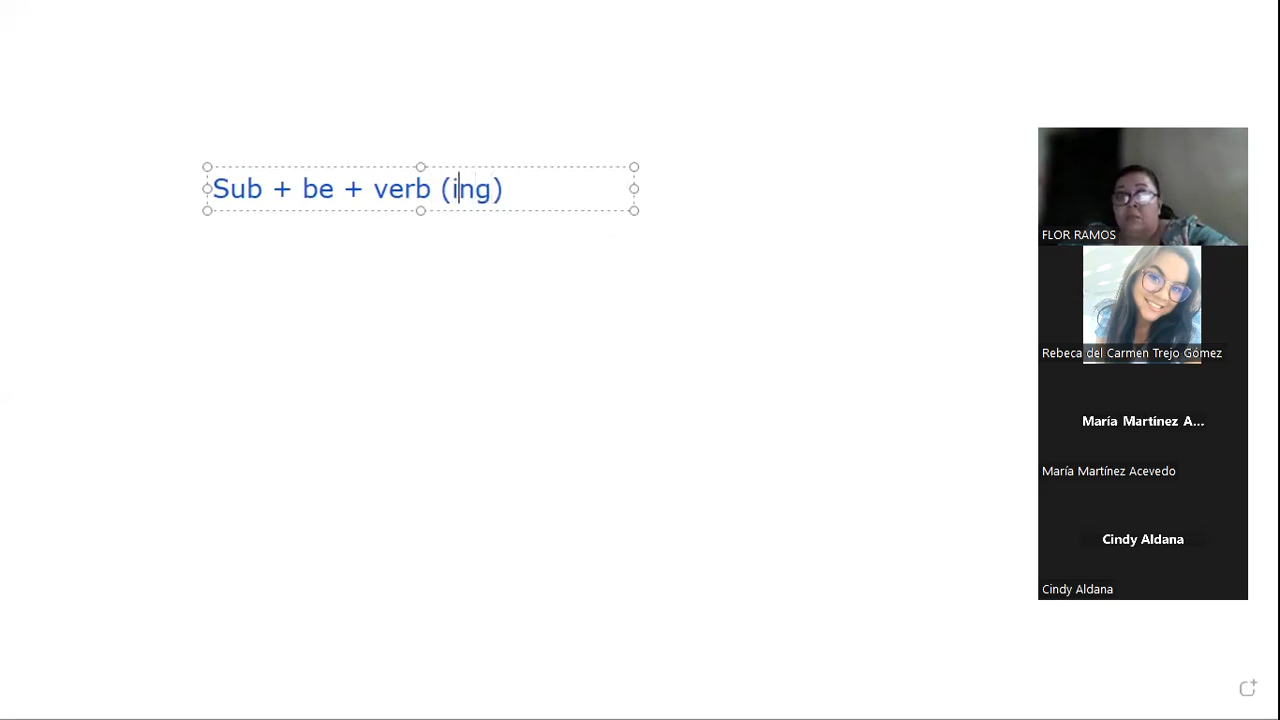 Sub + be + verb (ing)
FLOR RAMOS
Rebeca del Carmen Trejo Gómez
María Martínez A...
María Martínez Acevedo
Cindy Aldana
Cindy Aldana